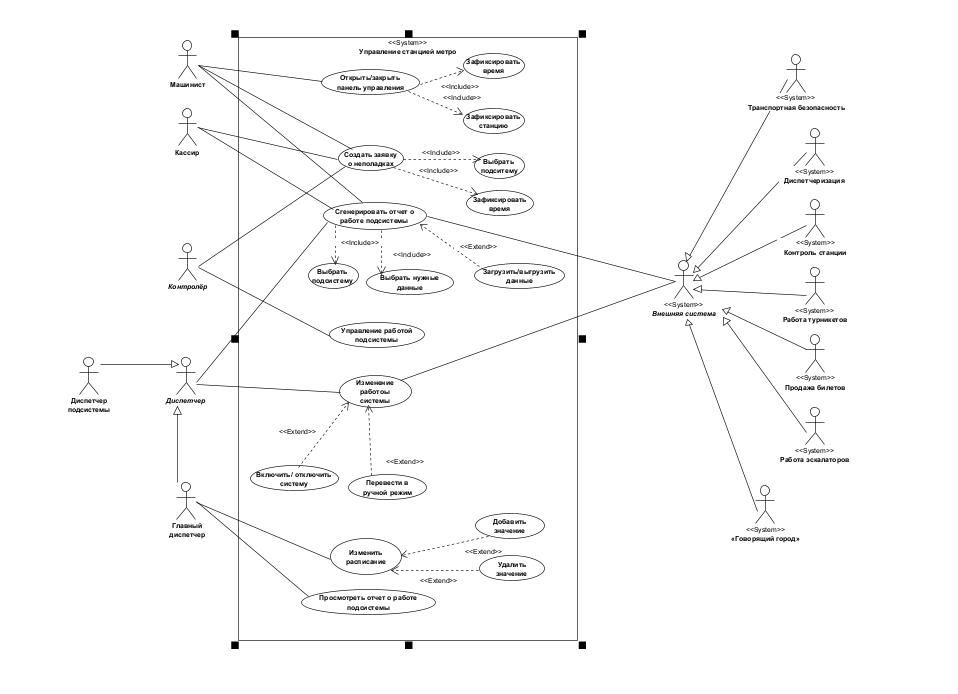 <<System>>
Управление станцией метро
Машинист
Кассир
Контролёр
Диспетчер
подсистемы
Диспетчер
Главный
диспетчер
Открыть/закрыть
панель управления
Зафиксировать
время
<<Include>>
<<Include>>
Зафиксировать
станцию
Создать заявку
о неполадках
<<Include>>
<<Include>>
Выбрать
подситему
Зафиксировать
время
Сгенерировать отчет о
работе подсистемы
<<Include>>
<<Include>>
<<Extend>>
Выбрать
подсистему
Выбрать нужные
данные
Загрузить/выгрузить
данные
Управление работой
подсистемы
Изменение
работоы
системы
<<Extend>>
<<Extend>>
Включить/ отключить
систему
Перевести в
ручной режим
Изменить
расписание
Добавить
значение
<<Extend>>
Удалить
значение
<<Extend>>
Просмотреть отчет о работе
подсистемы
<<System>>
Внешняя система
<<System>>
Транспортная безопасность
<<System>>
Диспетчеризация
<<System>>
Контроль станции
<<System>>
Работа турникетов
<<System>>
Продажа билетов
<<System>>
Работа эскалаторов
<<System>>
«Говорящий город»